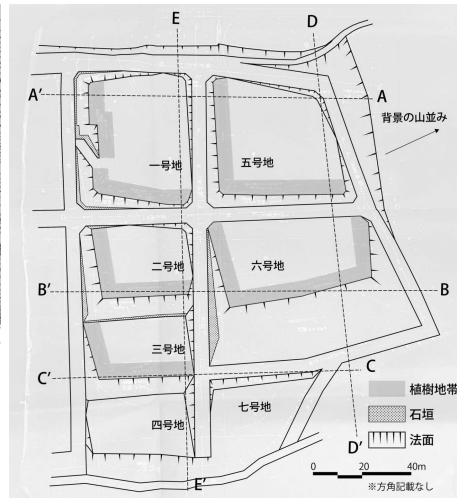 E
D
A'
A
背景の山並み
一号地
五号地
二号地
六号地
B'
B
三号地
C'
C
四号地
七号地
植樹地帯
石垣
法面
D'
0 20 40m
※方角記載なし
E'